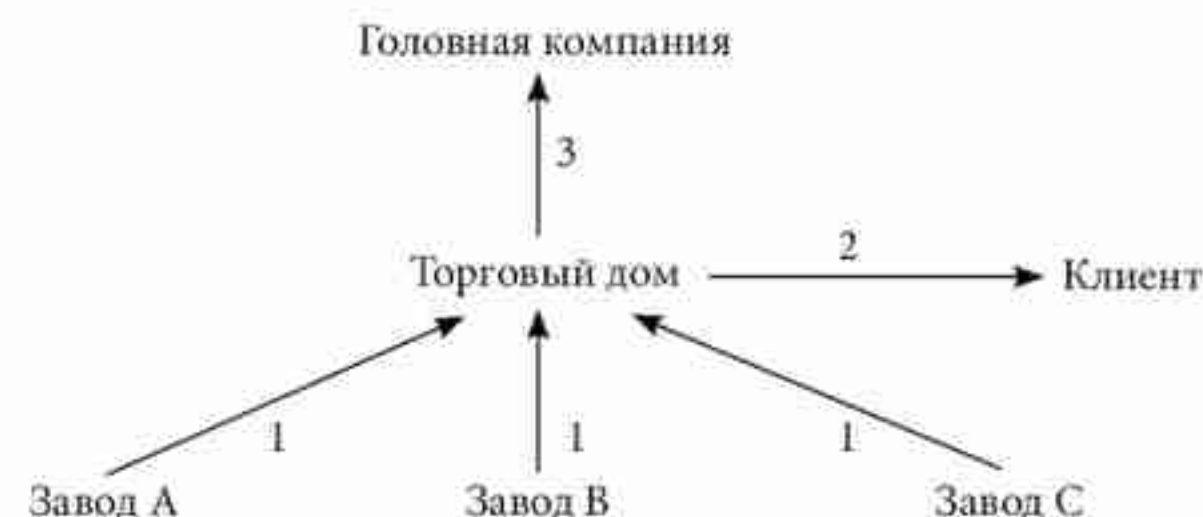 Головная компания
3
2
Торговый дом
Клиент
1
1
1
Завод А
Завод В
Завод С